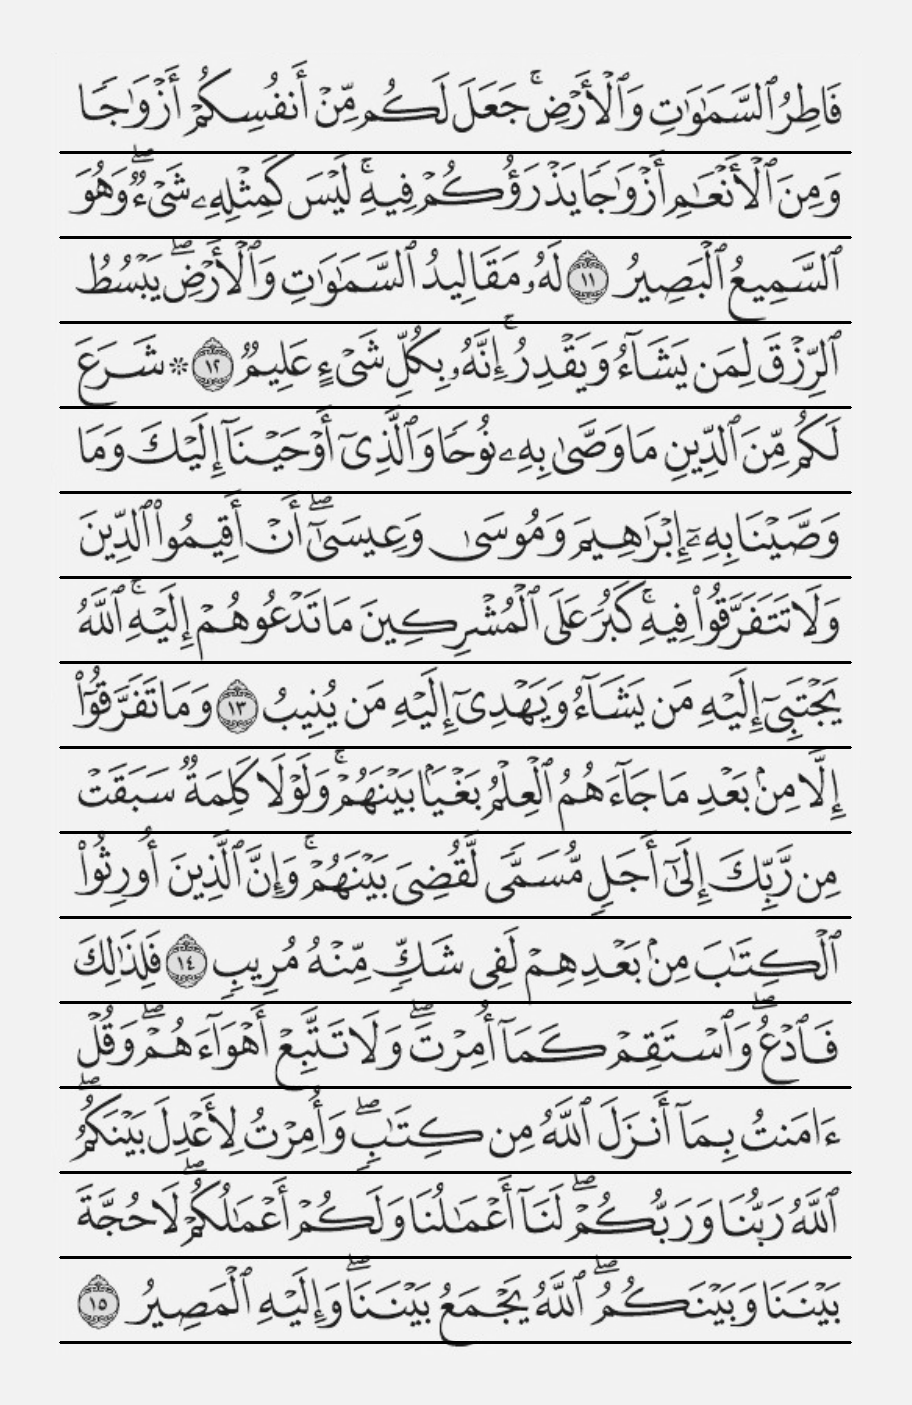 فَاطِرُ ٱلسَّمَٰوَٰتِ وَٱلْأَرْضِۚ جَعَلَ لَكُم مِّنْ أَنفُسِكُمْ أَزْوَٰجًا
وَمِنَ ٱلْأَنْعَٰمِ أَزْوَٰجًا يَذْرَؤُكُمْ فِيهِۚ لَيْسَ كَمِثْلِهِۦ شَىْءٌۖ وَهُوَ
ٱلسَّمِيعُ ٱلْبَصِيرُ ١١ لَهُۥ مَقَالِيدُ ٱلسَّمَٰوَٰتِ وَٱلْأَرْضِۖ يَبْسُطُ
ٱلرِّزْقَ لِمَن يَشَآءُ وَيَقْدِرُۚ إِنَّهُۥ بِكُلِّ شَىْءٍ عَلِيمٌ ١٢ ۞ شَرَعَ
لَكُم مِّنَ ٱلدِّينِ مَا وَصَّىٰ بِهِۦ نُوحًا وَٱلَّذِىٓ أَوْحَيْنَآ إِلَيْكَ وَمَا
وَصَّيْنَا بِهِۦٓ إِبْرَٰهِيمَ وَمُوسَىٰ وَعِيسَىٰٓۖ أَنْ أَقِيمُوا۟ ٱلدِّينَ
وَلَا تَتَفَرَّقُوا۟ فِيهِۚ كَبُرَ عَلَى ٱلْمُشْرِكِينَ مَا تَدْعُوهُمْ إِلَيْهِۚ ٱللَّهُ
يَجْتَبِىٓ إِلَيْهِ مَن يَشَآءُ وَيَهْدِىٓ إِلَيْهِ مَن يُنِيبُ ١٣ وَمَا تَفَرَّقُوٓا۟
إِلَّا مِنۢ بَعْدِ مَا جَآءَهُمُ ٱلْعِلْمُ بَغْيًۢا بَيْنَهُمْۚ وَلَوْلَا كَلِمَةٌ سَبَقَتْ
مِن رَّبِّكَ إِلَىٰٓ أَجَلٍ مُّسَمًّى لَّقُضِىَ بَيْنَهُمْۚ وَإِنَّ ٱلَّذِينَ أُورِثُوا۟
ٱلْكِتَٰبَ مِنۢ بَعْدِهِمْ لَفِى شَكٍّ مِّنْهُ مُرِيبٍ ١٤ فَلِذَٰلِكَ
فَٱدْعُۖ وَٱسْتَقِمْ كَمَآ أُمِرْتَۖ وَلَا تَتَّبِعْ أَهْوَآءَهُمْۖ وَقُلْ
ءَامَنتُ بِمَآ أَنزَلَ ٱللَّهُ مِن كِتَٰبٍۖ وَأُمِرْتُ لِأَعْدِلَ بَيْنَكُمُۖ
ٱللَّهُ رَبُّنَا وَرَبُّكُمْۖ لَنَآ أَعْمَٰلُنَا وَلَكُمْ أَعْمَٰلُكُمْۖ لَا حُجَّةَ
بَيْنَنَا وَبَيْنَكُمُۖ ٱللَّهُ يَجْمَعُ بَيْنَنَاۖ وَإِلَيْهِ ٱلْمَصِيرُ ١٥